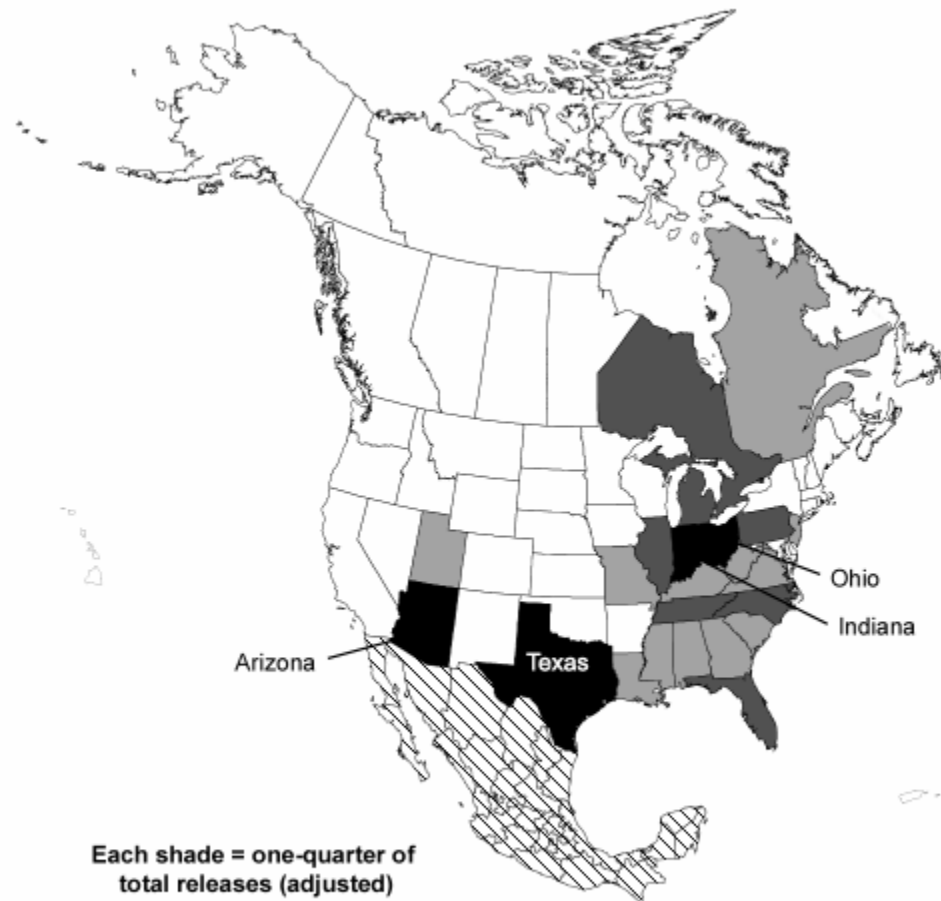 Ohio
Indiana
Arizona
Texas
Each shade = one-quarter of
total releases (adjusted)